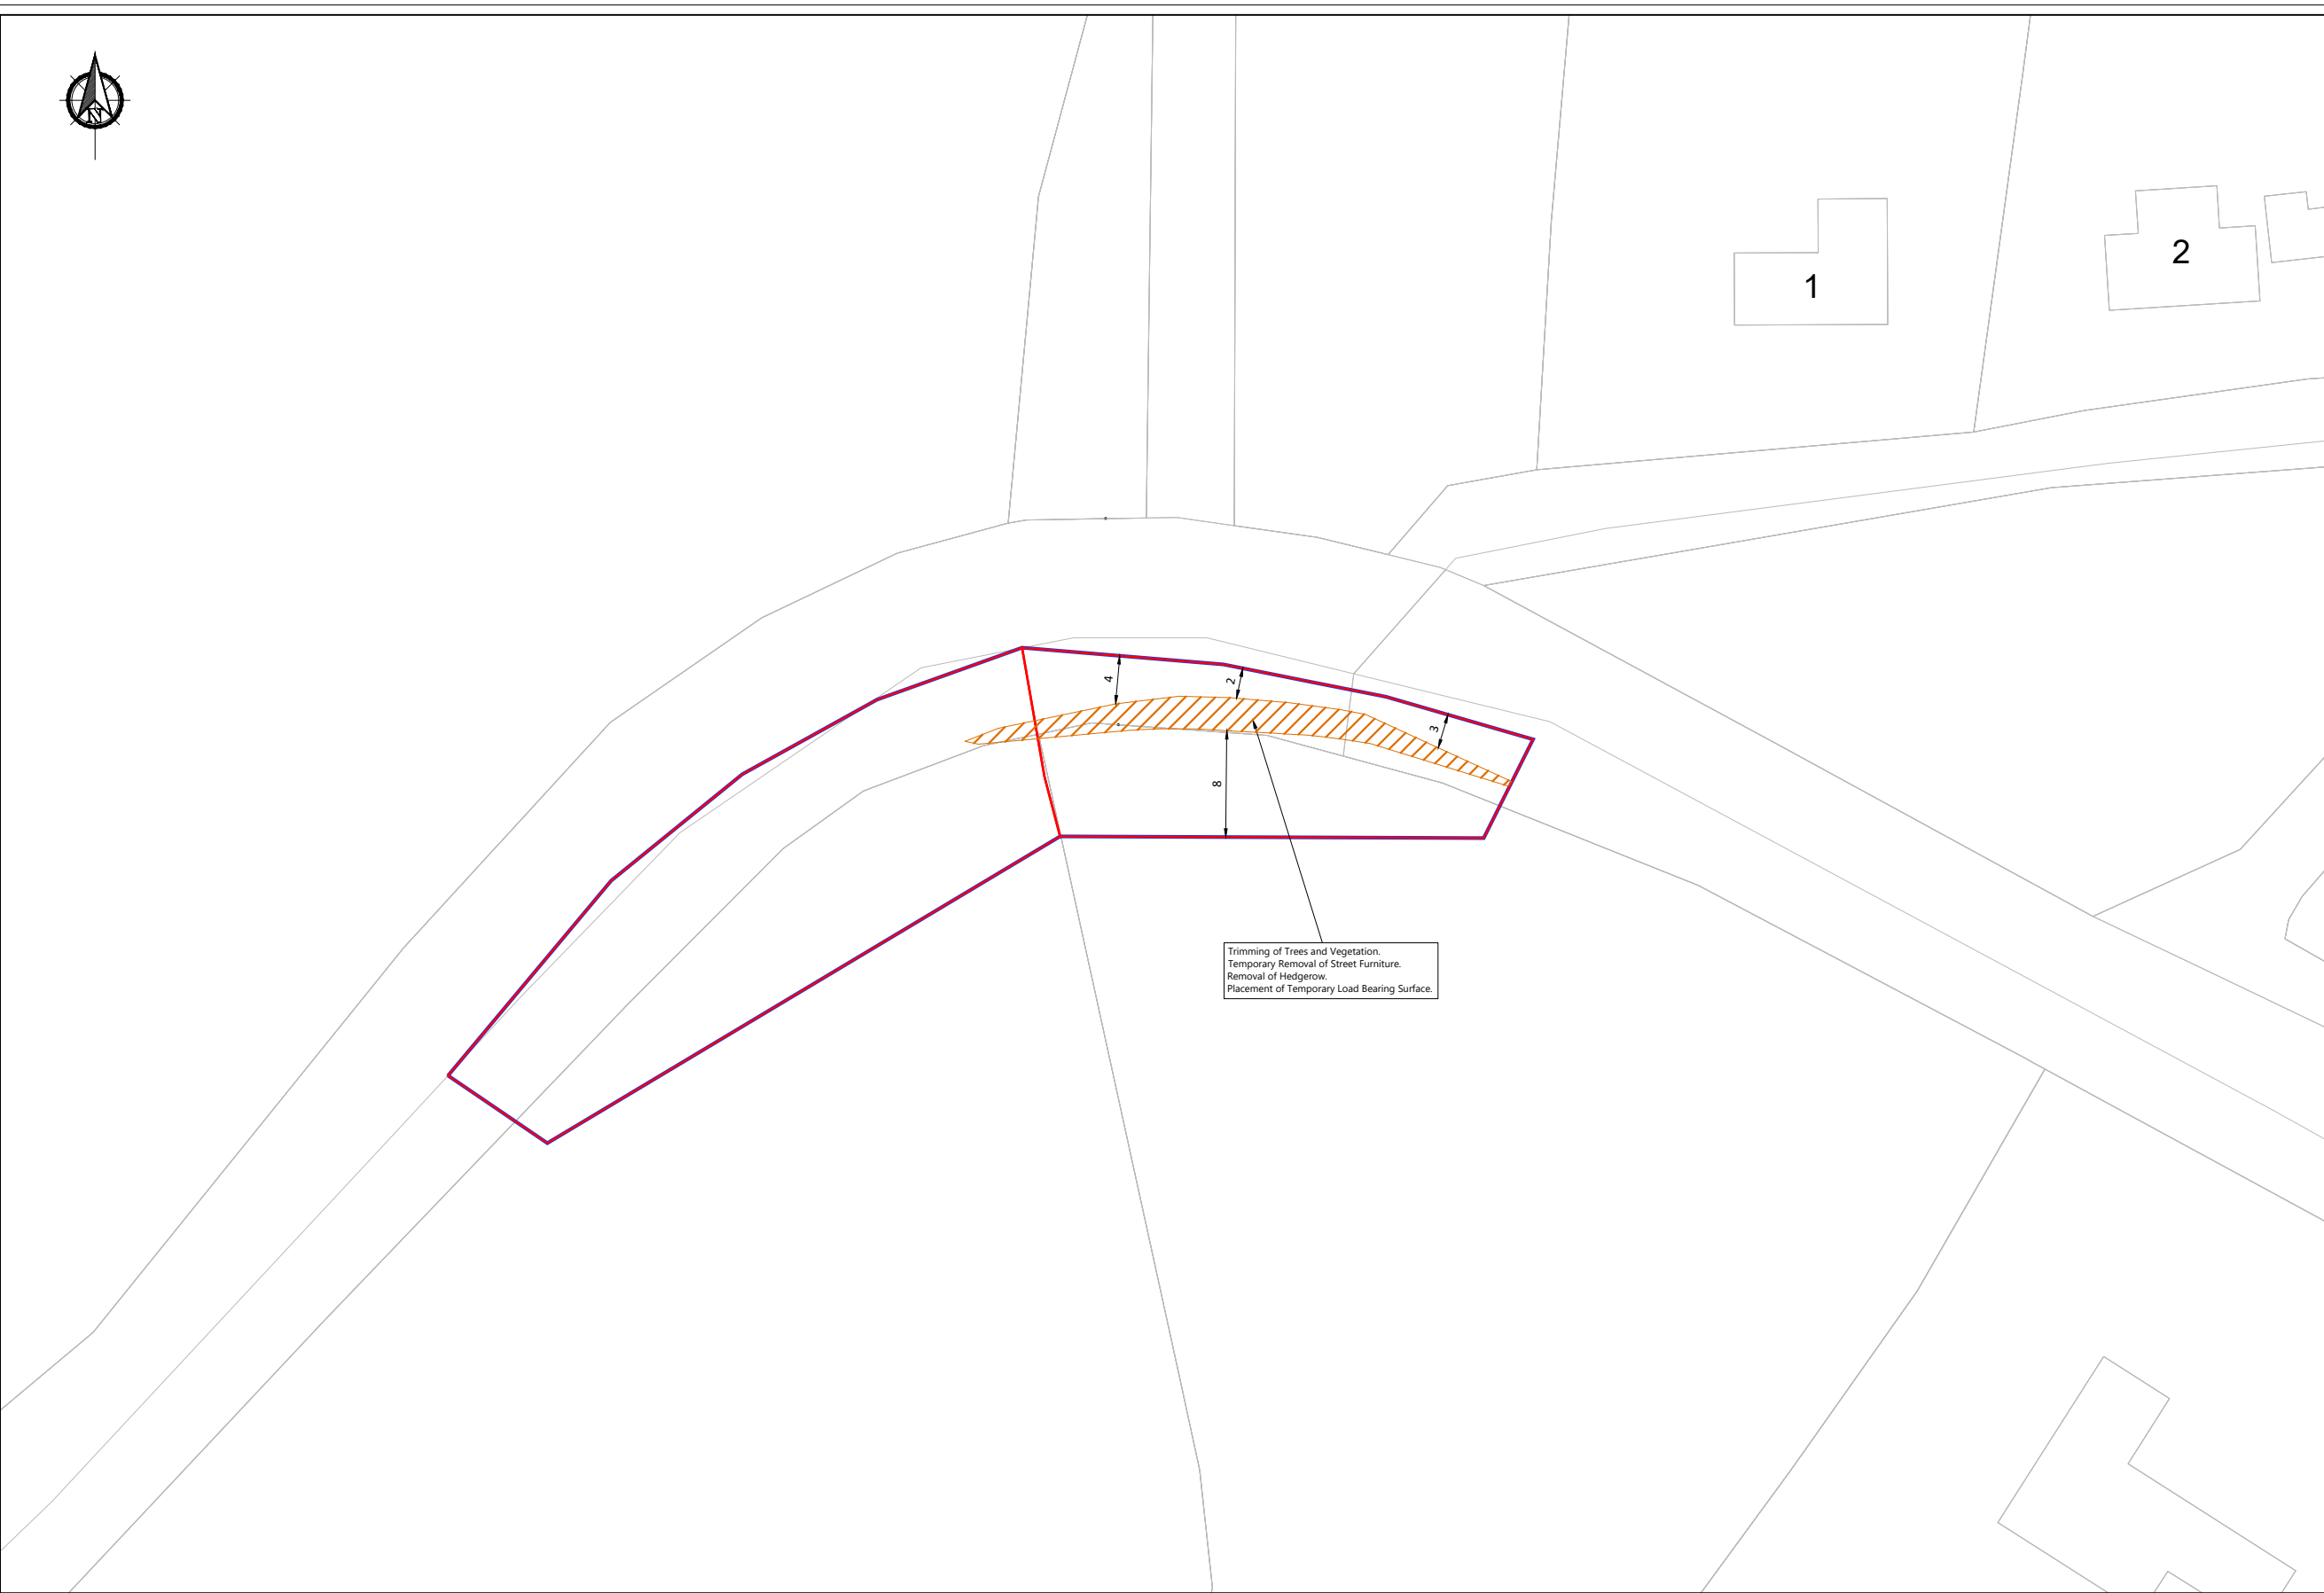 N
1
2
4
2
3
8
Trimming of Trees and Vegetation.
Temporary Removal of Street Furniture.
Removal of Hedgerow.
Placement of Temporary Load Bearing Surface.